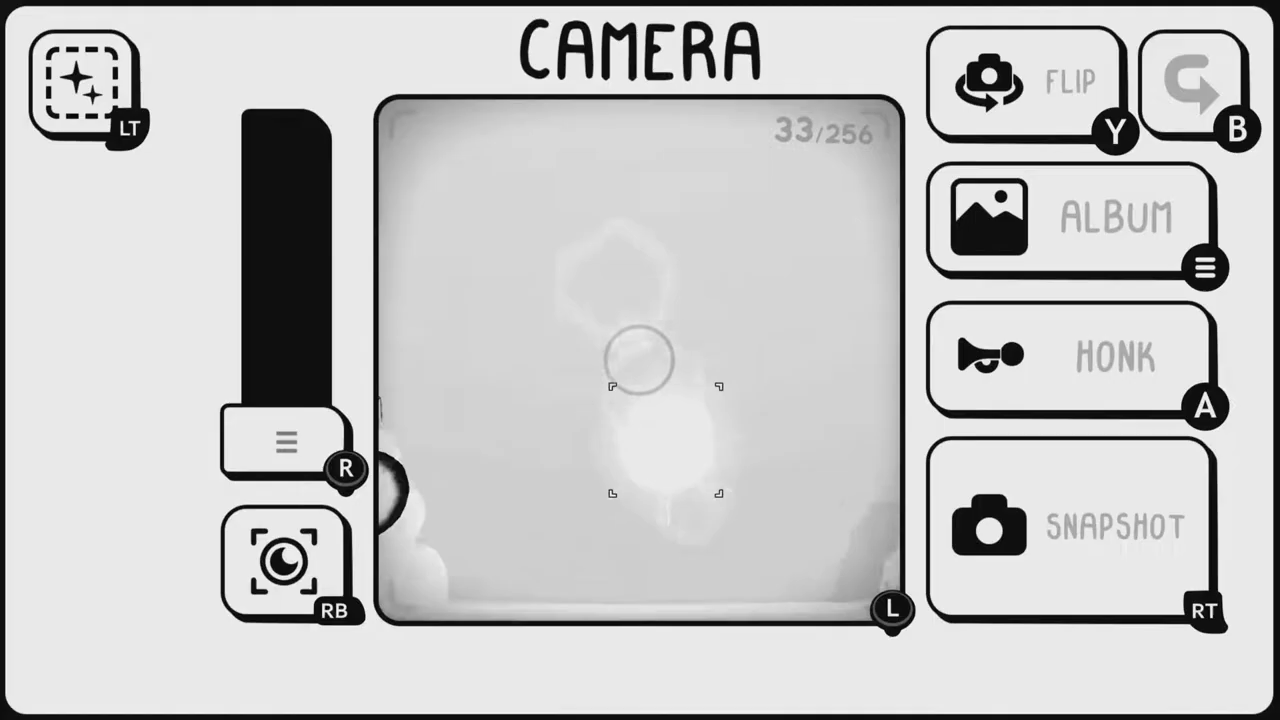 CAMERA
LT
33/256
FLIP
Y
B
ALBUM
HONK
A
R
SNAPSHOT
RB
L
RT